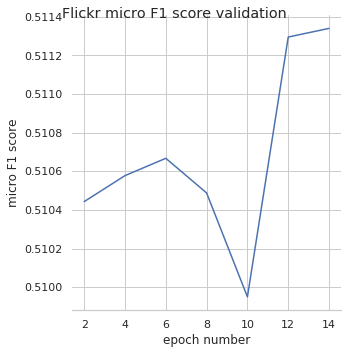 Flickr micro F1 score validation
0.5114
0.5112
0.5110
0.5108
0.5106
0.5104
0.5102
0.5100
micro F1 score
2 4 6 8 10 12 14
epoch number